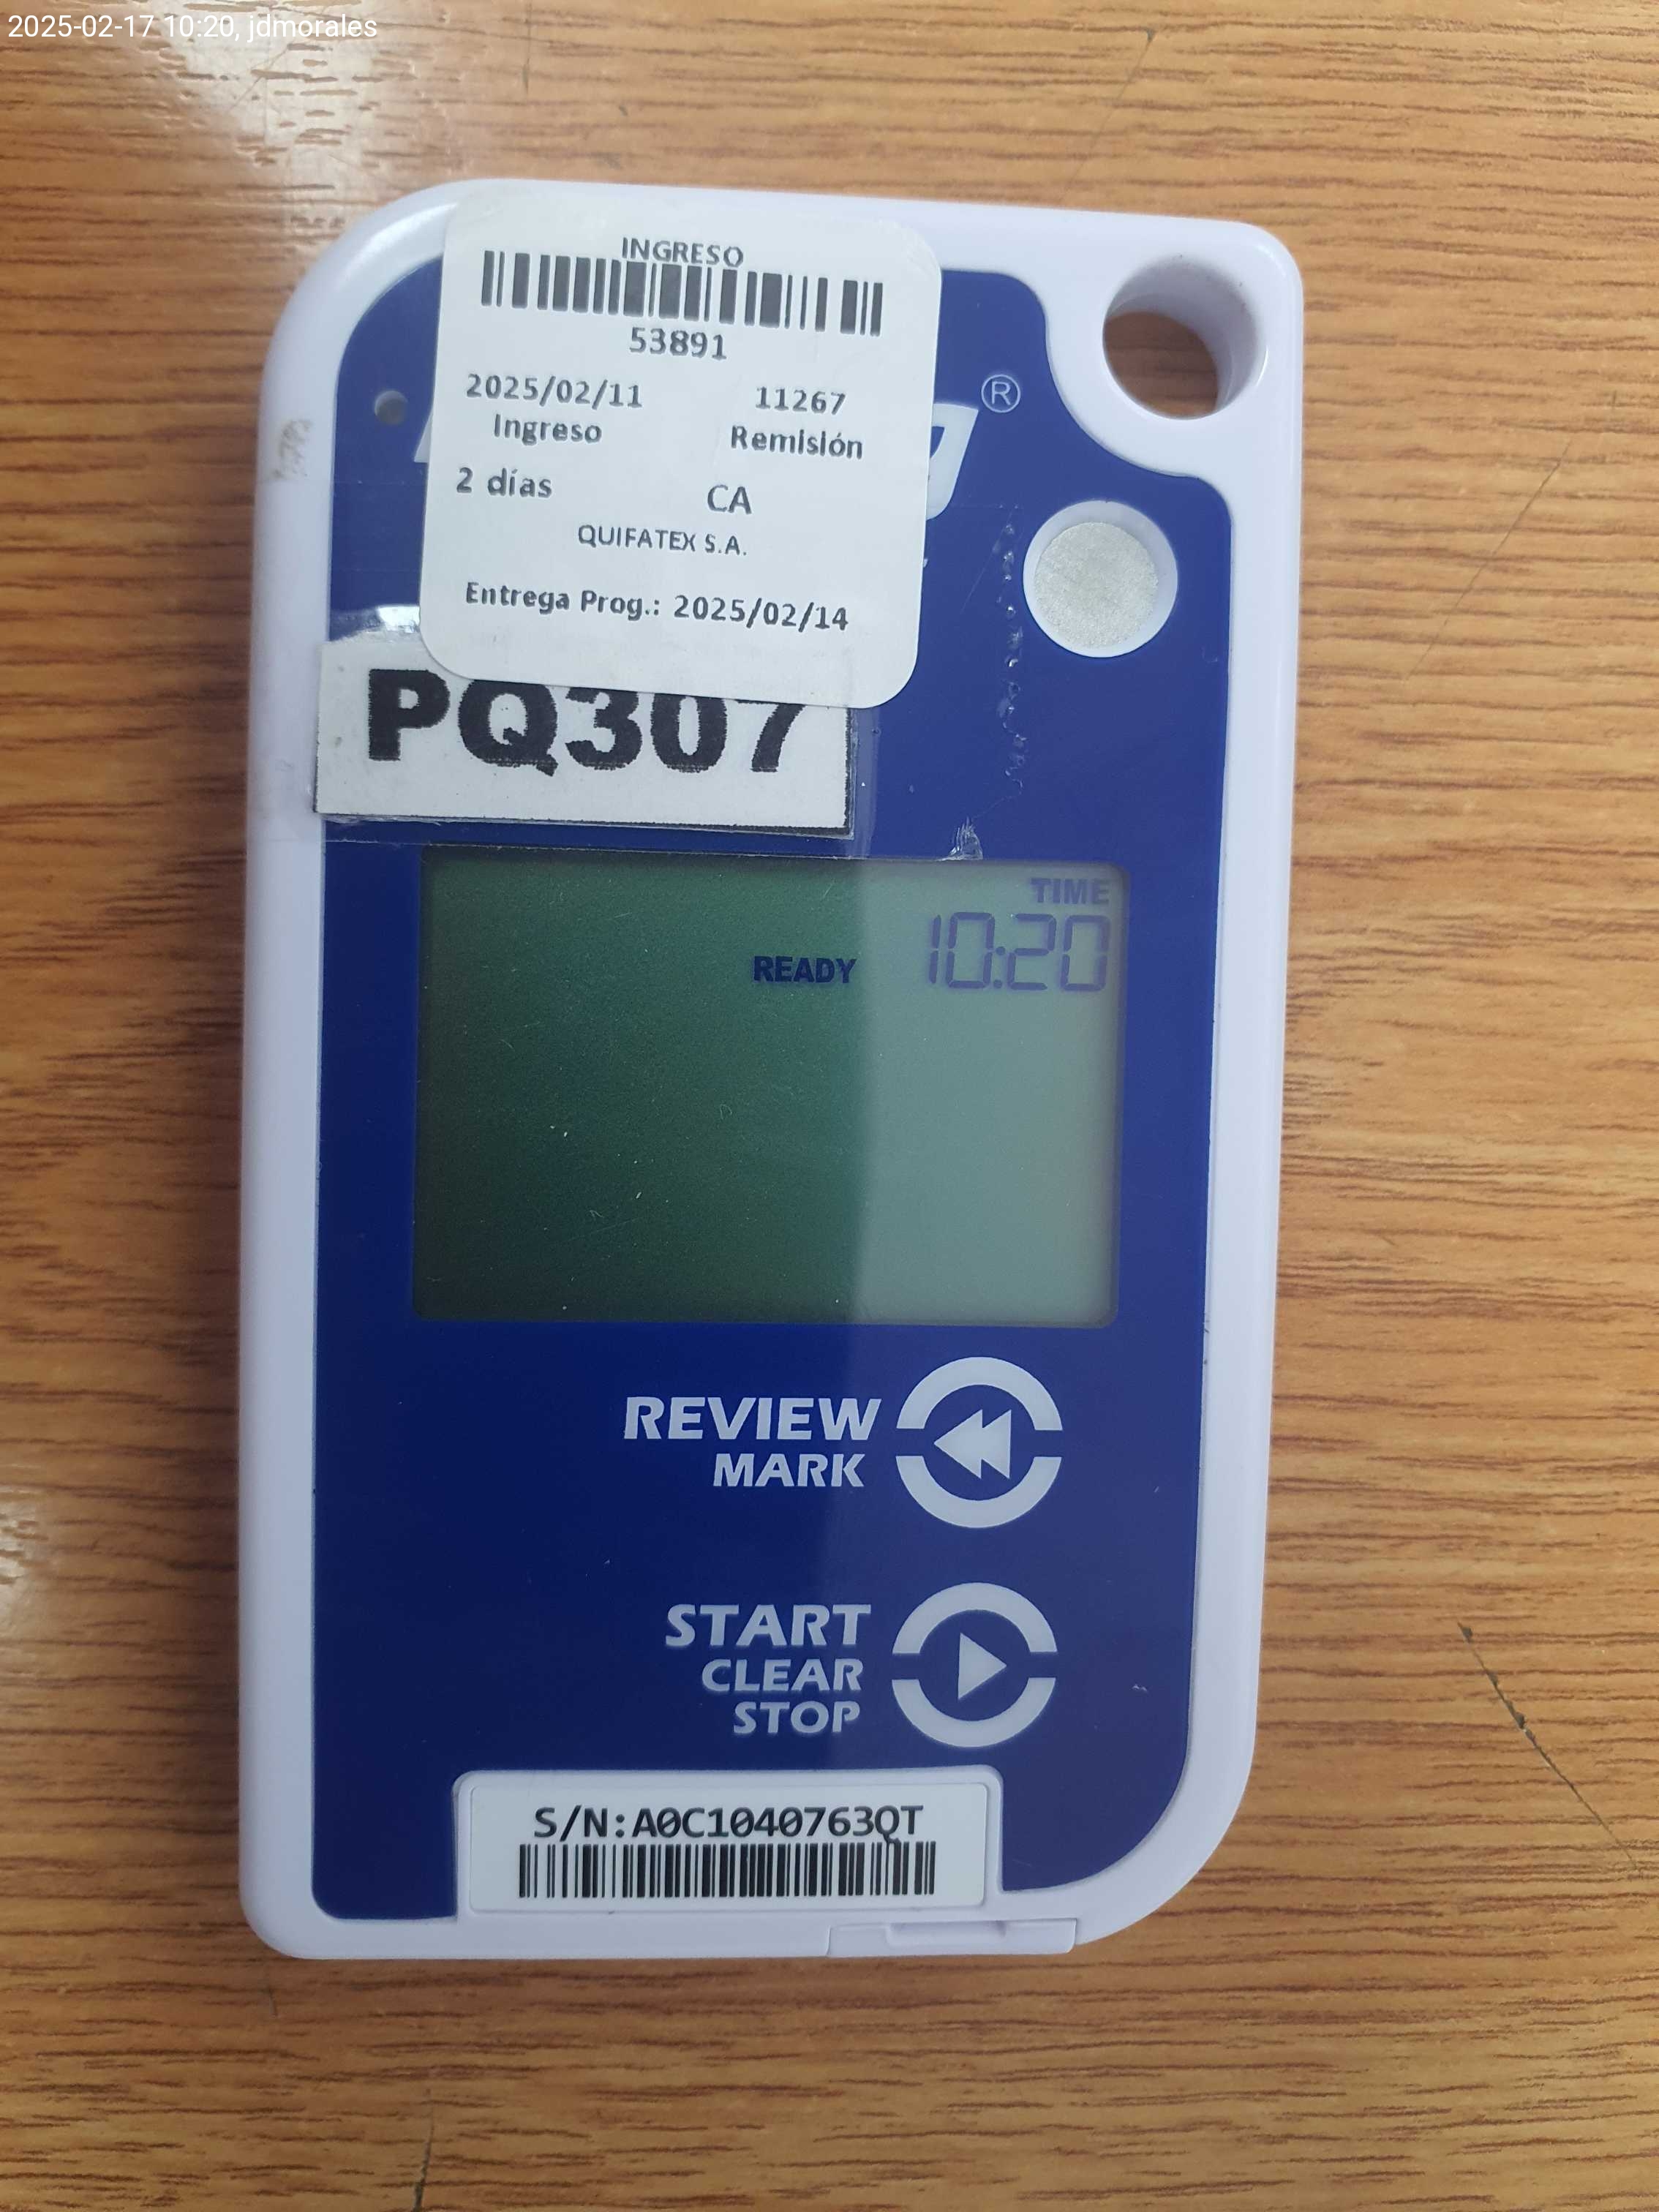 2025-02-17 10:20, jdmorales
INGRESO
53891
2025/02/11 11267
Ingreso Remisión
2 días CA
QUIFATEX S.A.
Entrega Prog.: 2025/02/14
®
PQ307
TIME
10:20
READY
REVIEW
MARK
START
CLEAR
STOP
S/N:A0C1040763QT